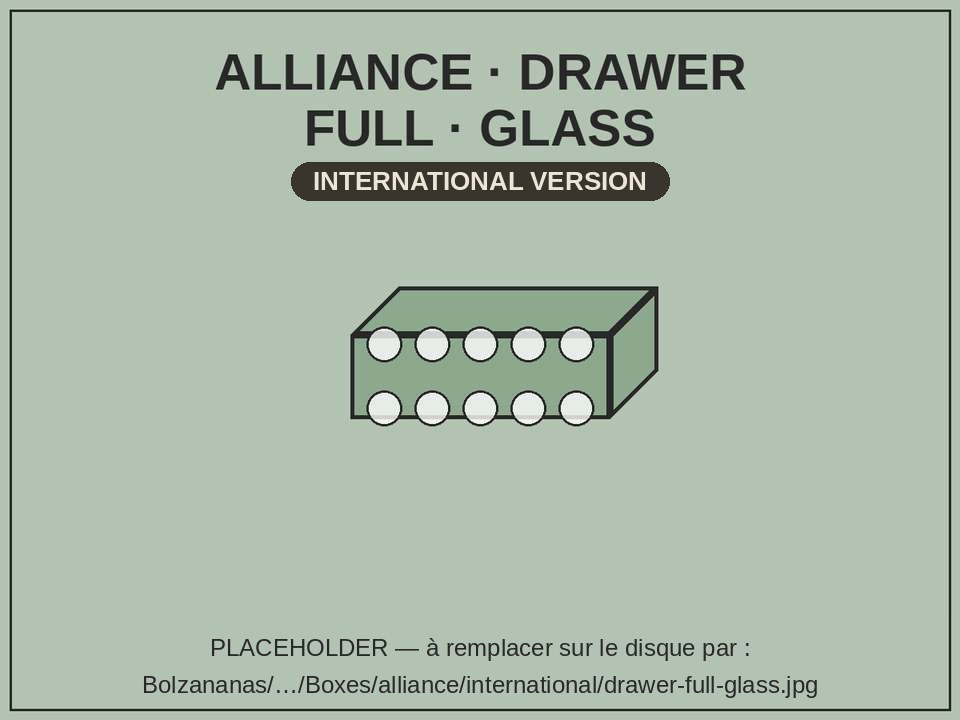 ALLIANCE · DRAWER
FULL · GLASS
INTERNATIONAL VERSION
PLACEHOLDER — à remplacer sur le disque par :
Bolzananas/…/Boxes/alliance/international/drawer-full-glass.jpg